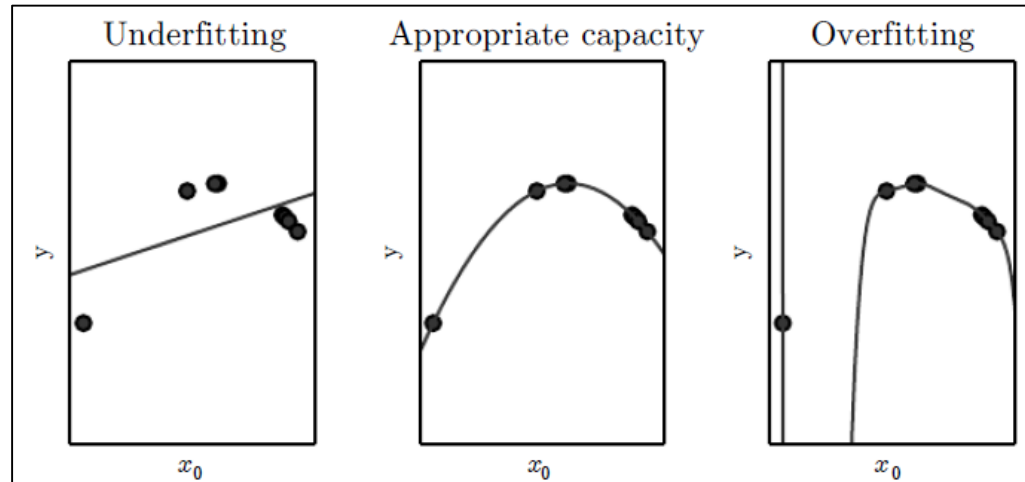 Underfitting
Appropriate capacity
Overfitting
y
y
y
x₀
x₀
x₀